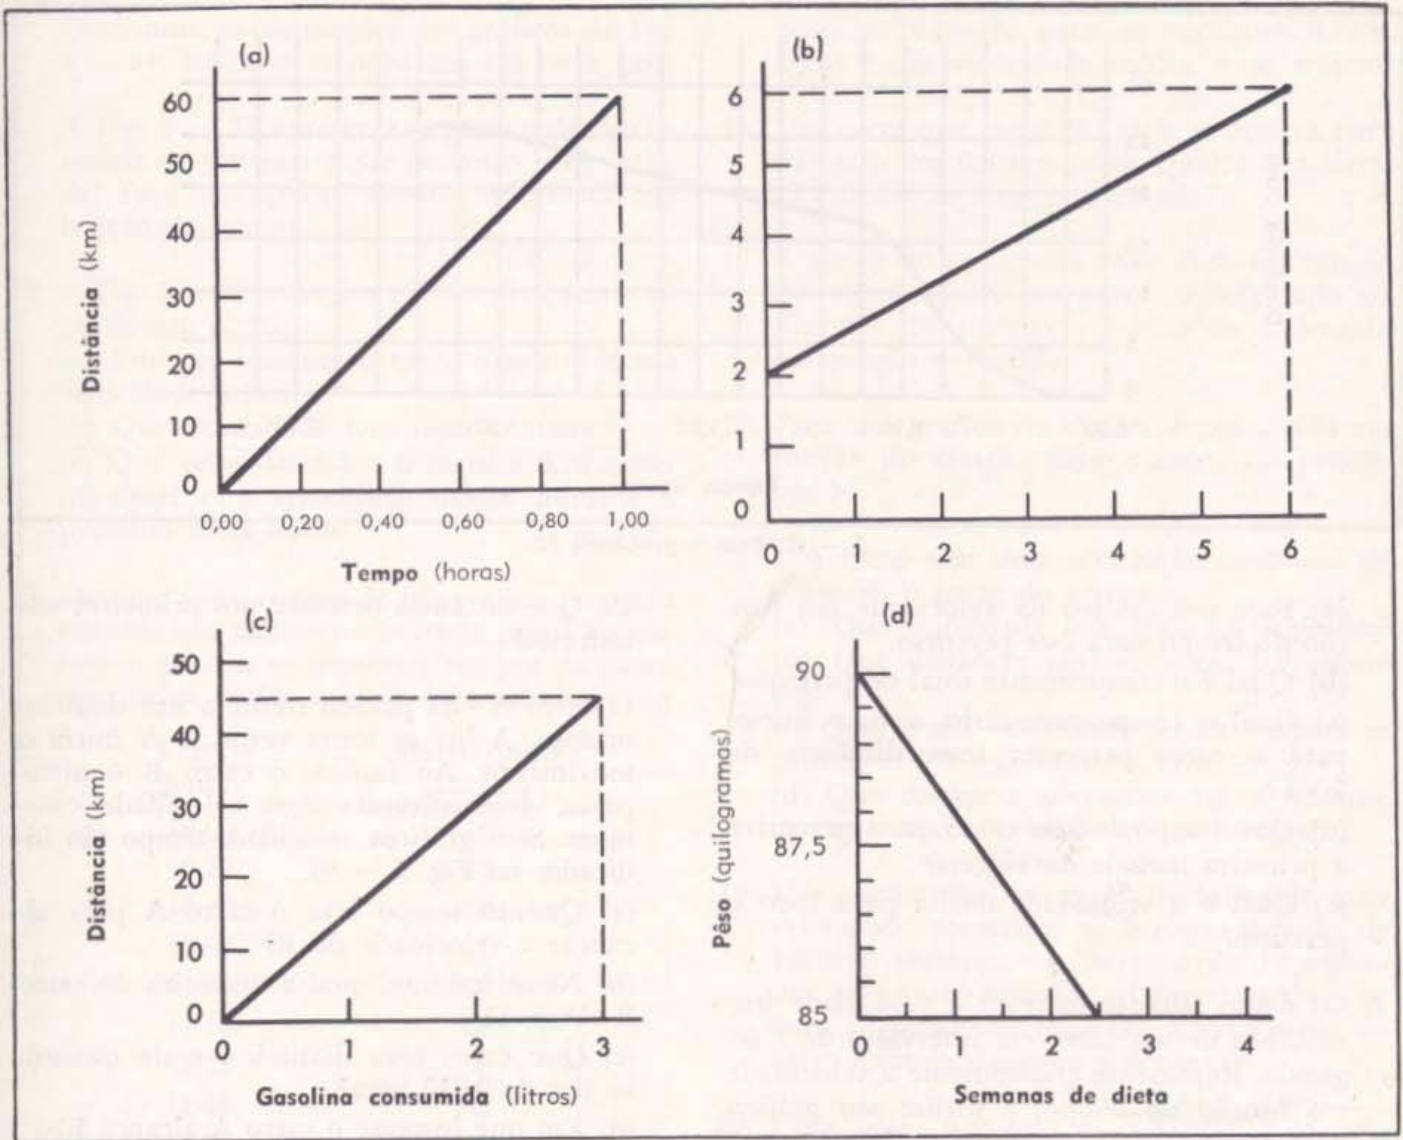 (a)
60
50
40
30
20
10
0
Distância (km)
0,00 0,20 0,40 0,60 0,80 1,00
Tempo (horas)
(b)
6
5
4
3
2
1
0
0 1 2 3 4 5 6
(c)
50
40
30
20
10
0
Distância (km)
0 1 2 3
Gasolina consumida (litros)
(d)
90
87,5
85
Pêso (quilogramas)
0 1 2 3 4
Semanas de dieta